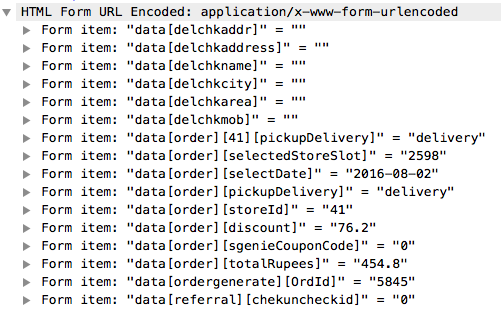 HTML Form URL Encoded: application/x-www-form-urlencoded
Form item: "data[delchkaddr]" = ""
Form item: "data[delchkaddress]" = ""
Form item: "data[delchkname]" = ""
Form item: "data[delchkcity]" = ""
Form item: "data[delchkarea]" = ""
Form item: "data[delchkmob]" = ""
Form item: "data[order][41][pickupDelivery]" = "delivery"
Form item: "data[order][selectedStoreSlot]" = "2598"
Form item: "data[order][selectDate]" = "2016-08-02"
Form item: "data[order][pickupDelivery]" = "delivery"
Form item: "data[order][storeId]" = "41"
Form item: "data[order][discount]" = "76.2"
Form item: "data[order][sgenieCouponCode]" = "0"
Form item: "data[order][totalRupees]" = "454.8"
Form item: "data[ordergenerate][OrdId]" = "5845"
Form item: "data[referral][chekuncheckid]" = "0"